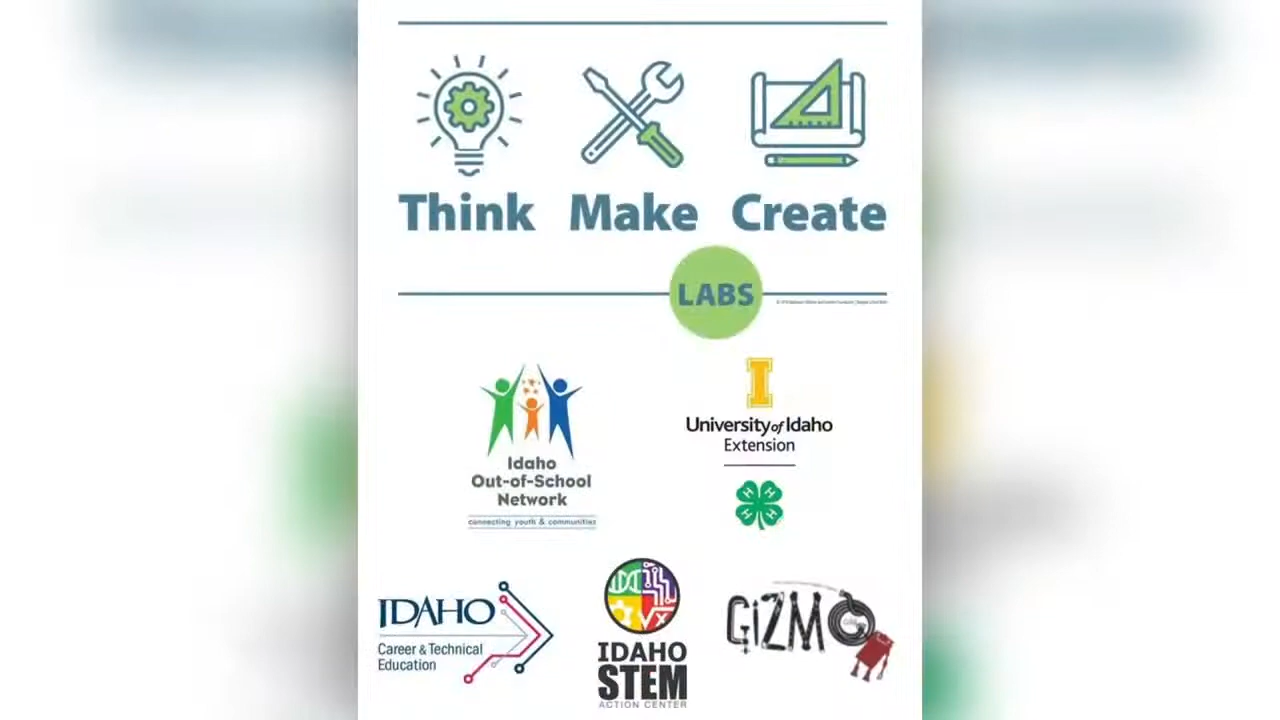 Think Make Create
LABS
Idaho
Out-of-School
Network
connecting youth & communities
I
University of Idaho
Extension
H H
H H
IDAHO
Career & Technical
Education
IDAHO
STEM
ACTION CENTER
GiZMO